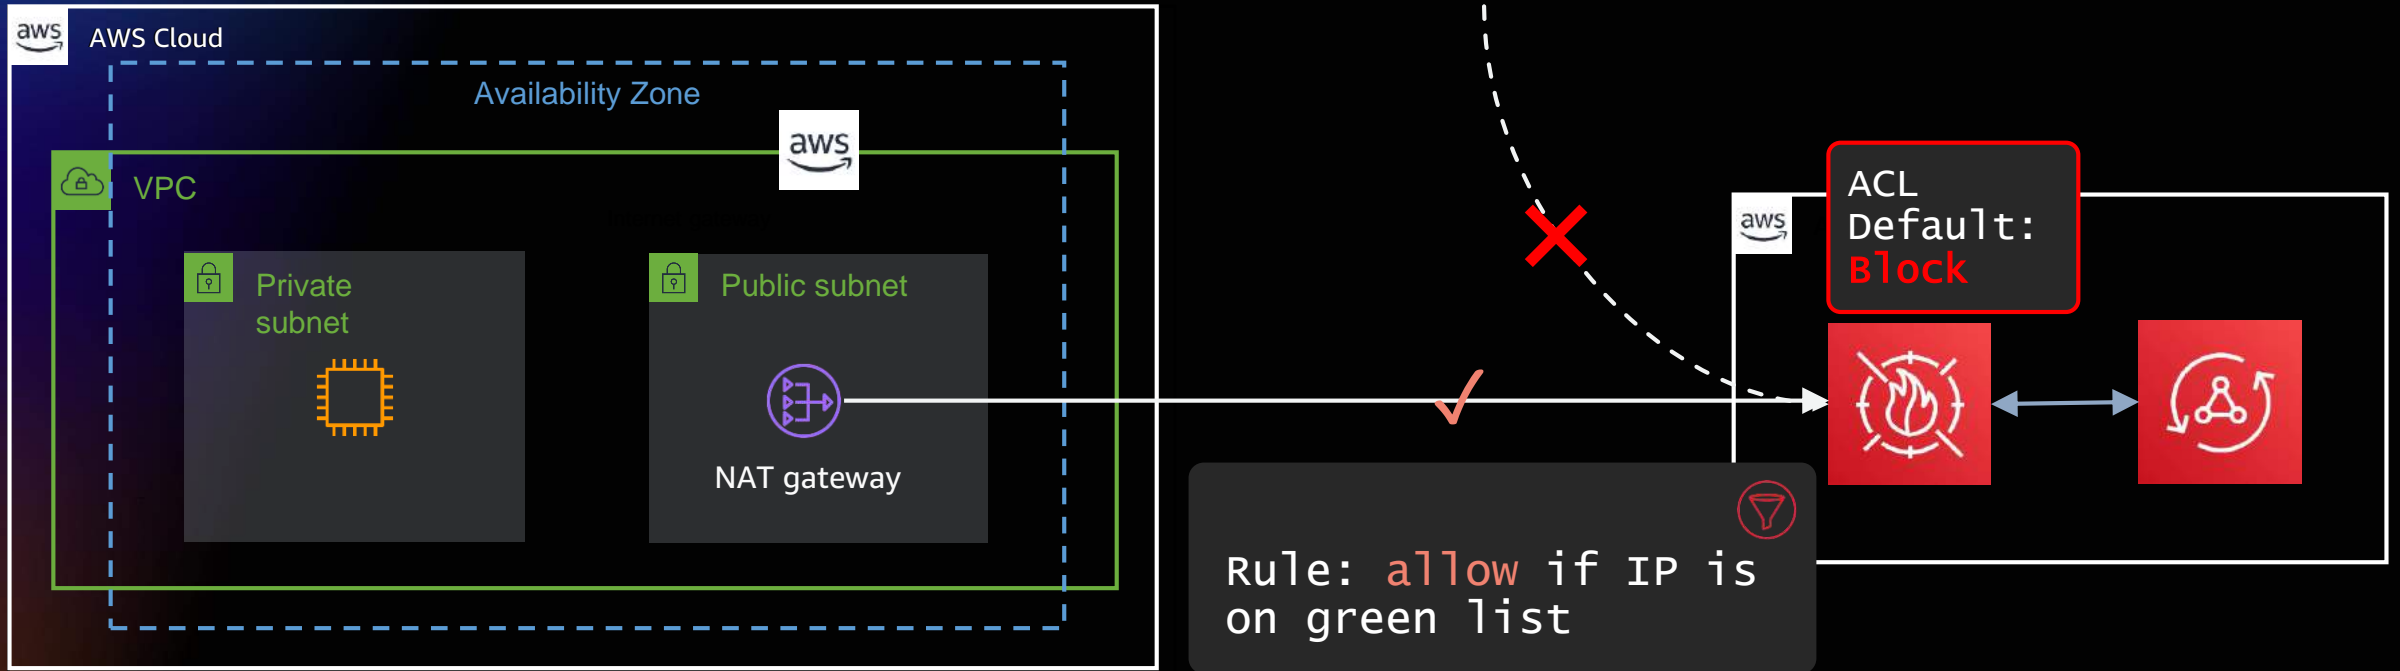 aws
AWS Cloud
Availability Zone
aws
VPC
Private
subnet
Public subnet
NAT gateway
aws
ACL
Default:
Block
Rule: allow if IP is
on green list